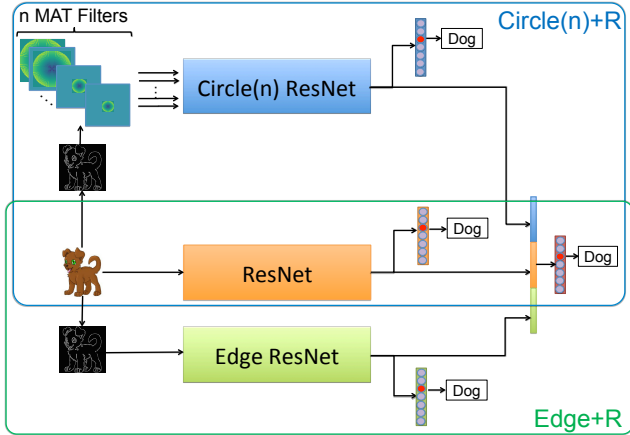 n MAT Filters
Circle(n)+R
Dog
Circle(n) ResNet
Dog
ResNet
Dog
Edge ResNet
Dog
Edge+R